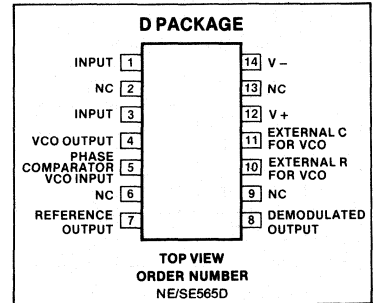 D PACKAGE
INPUT 1
NC 2
INPUT 3
VCO OUTPUT 4
PHASE
COMPARATOR 5
VCO INPUT
NC 6
REFERENCE 7
OUTPUT
14 V –
13 NC
12 V +
11 EXTERNAL C
FOR VCO
10 EXTERNAL R
FOR VCO
9 NC
8 DEMODULATED
OUTPUT
TOP VIEW
ORDER NUMBER
NE/SE565D